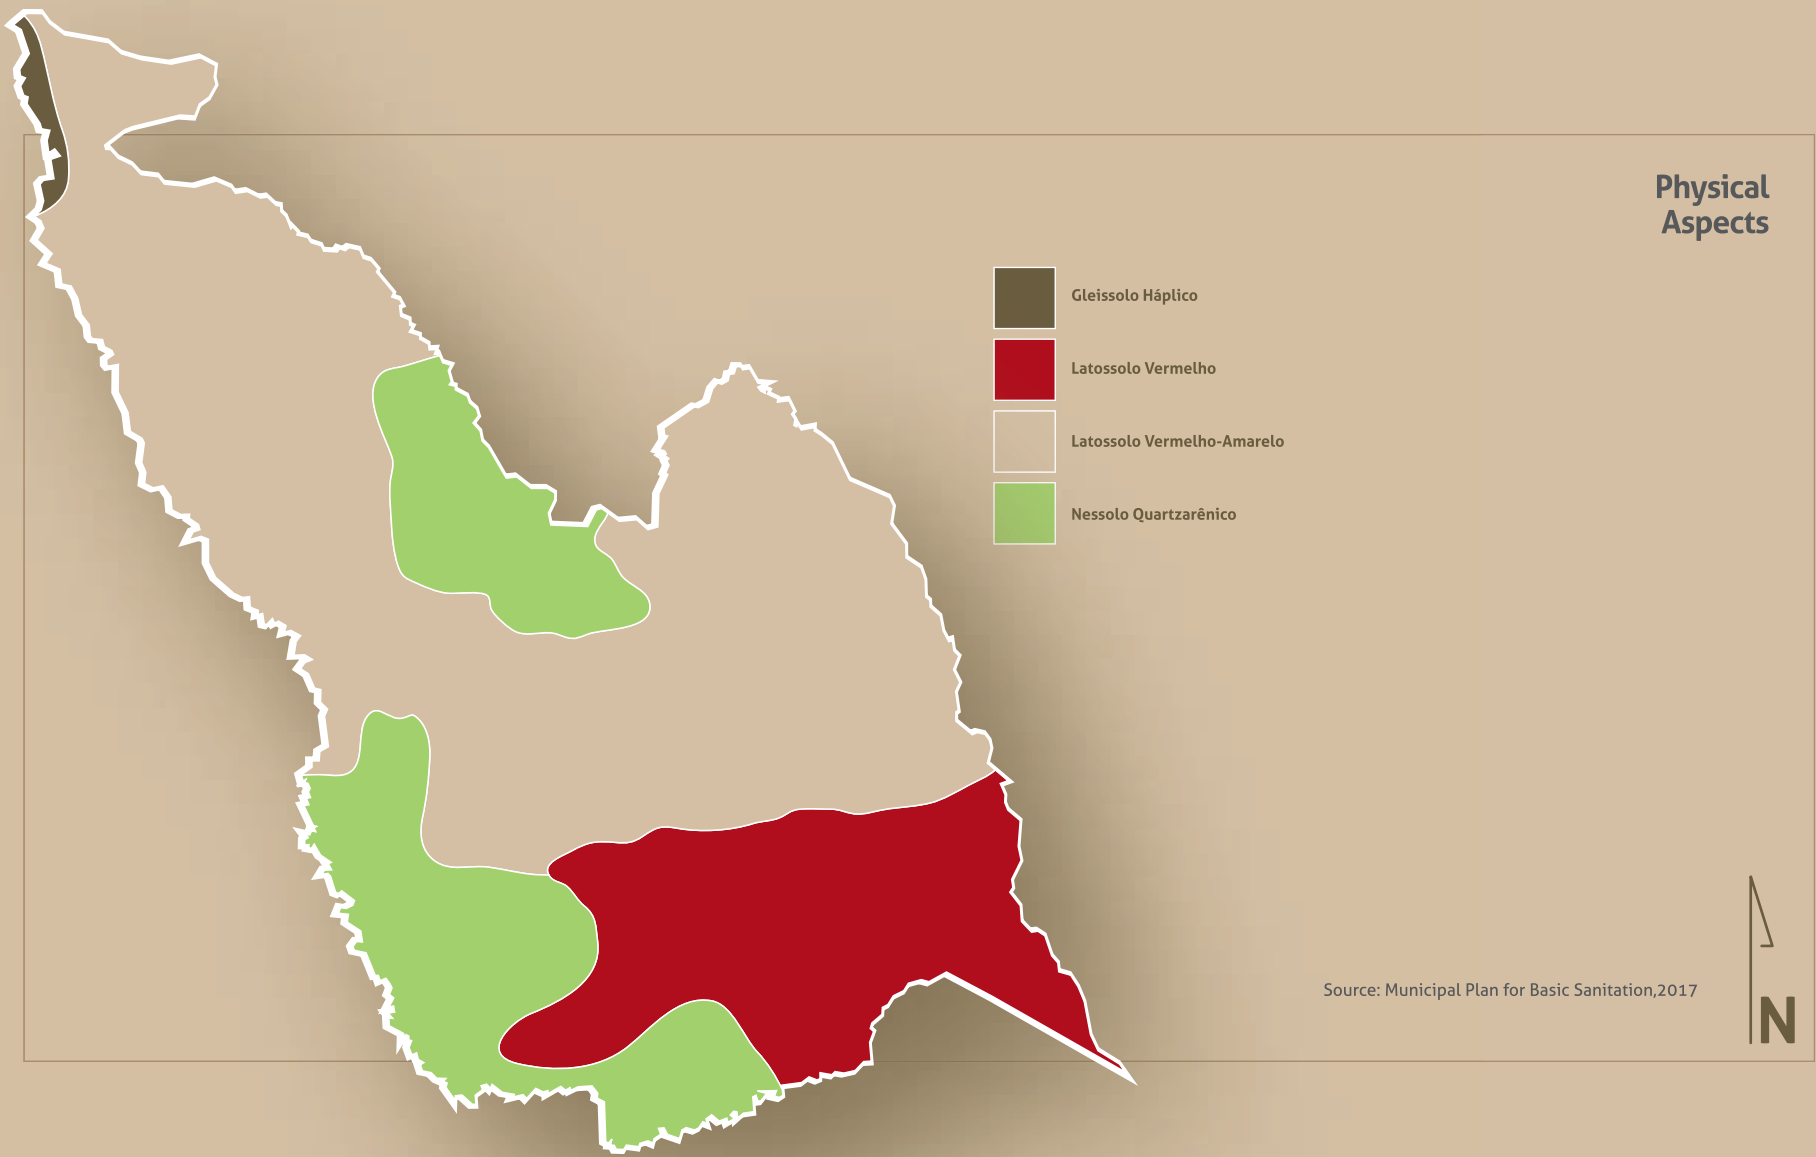 Physical
Aspects
Gleissolo Háplico
Latossolo Vermelho
Latossolo Vermelho-Amarelo
Nessolo Quartzarênico
Source: Municipal Plan for Basic Sanitation,2017
N